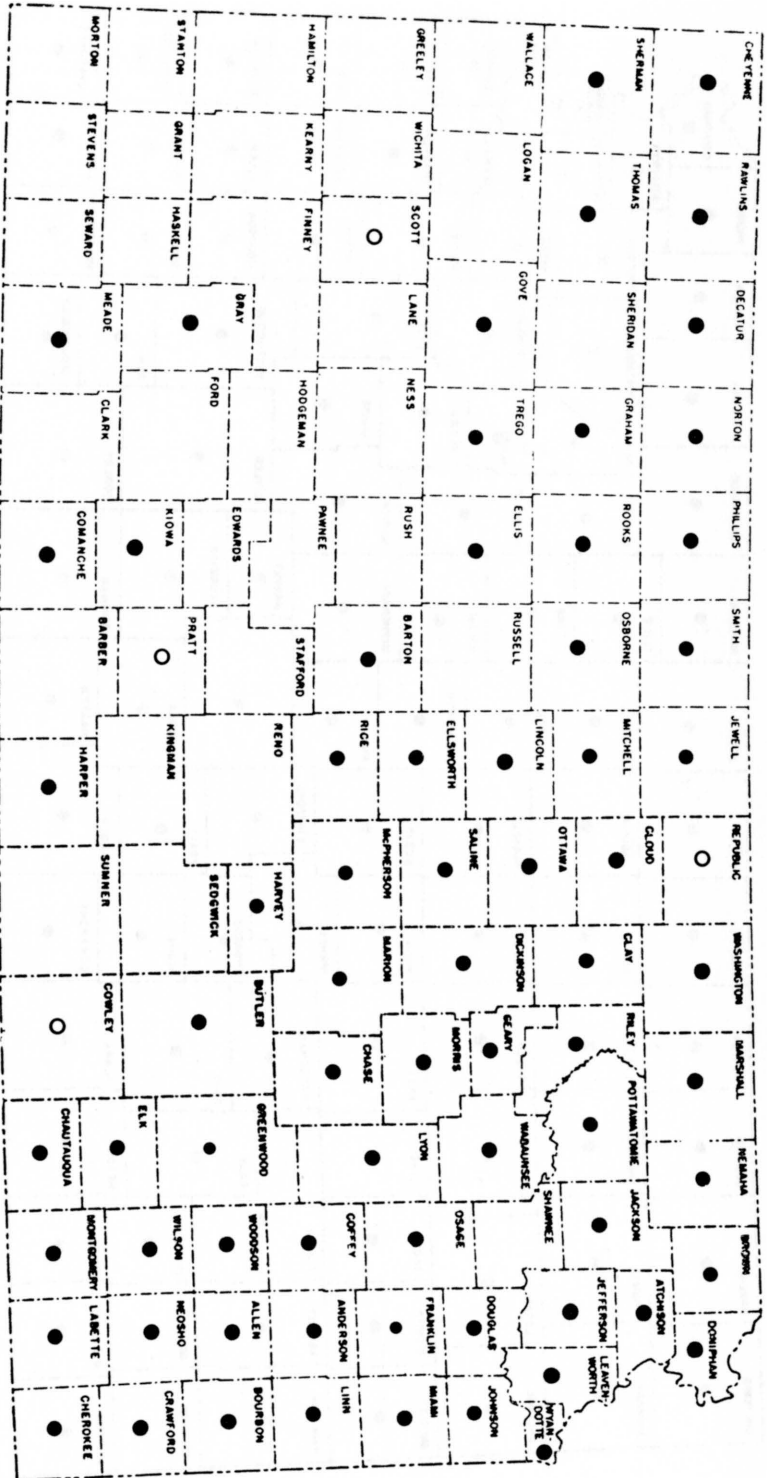 CHEYENNE
RAWLINS
DECATUR
NORTON
PHILLIPS
SMITH
JEWELL
REPUBLIC
WASHINGTON
MARSHALL
NEMAHA
BROWN
DONIPHAN
SHERMAN
THOMAS
SHERIDAN
GRAHAM
ROOKS
OSBORNE
MITCHELL
CLOUD
CLAY
RILEY
POTTAWATOMIE
JACKSON
ATCHISON
JEFFERSON
LEAVEN
WORTH
WYAN
DOTTE
WALLACE
LOGAN
GOVE
TREGO
ELLIS
RUSSELL
LINCOLN
OTTAWA
SALINE
DICKINSON
GEARY
WABAUNSEE
SHAWNEE
DOUGLAS
JOHNSON
GREELEY
WICHITA
SCOTT
LANE
NESS
RUSH
BARTON
ELLSWORTH
RICE
McPHERSON
MARION
MORRIS
CHASE
LYON
OSAGE
FRANKLIN
MIAMI
HAMILTON
KEARNY
FINNEY
HODGEMAN
PAWNEE
STAFFORD
RENO
HARVEY
BUTLER
GREENWOOD
COFFEY
ANDERSON
LINN
STANTON
GRANT
HASKELL
GRAY
FORD
EDWARDS
KIOWA
PRATT
KINGMAN
SEDGWICK
ELK
WOODSON
ALLEN
BOURBON
WILSON
NEOSHO
CRAWFORD
MORTON
STEVENS
SEWARD
MEADE
CLARK
COMANCHE
BARBER
HARPER
SUMNER
COWLEY
CHAUTAUQUA
MONTGOMERY
LABETTE
CHEROKEE